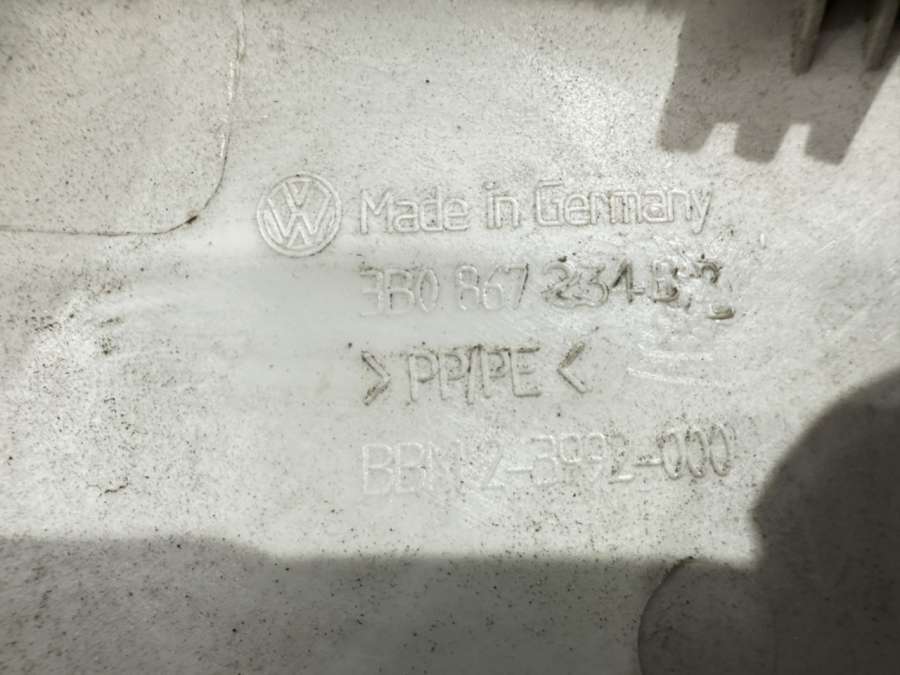 Made in Germany
3B0 867 234
>PP/PE<
BBM 2-3992-000